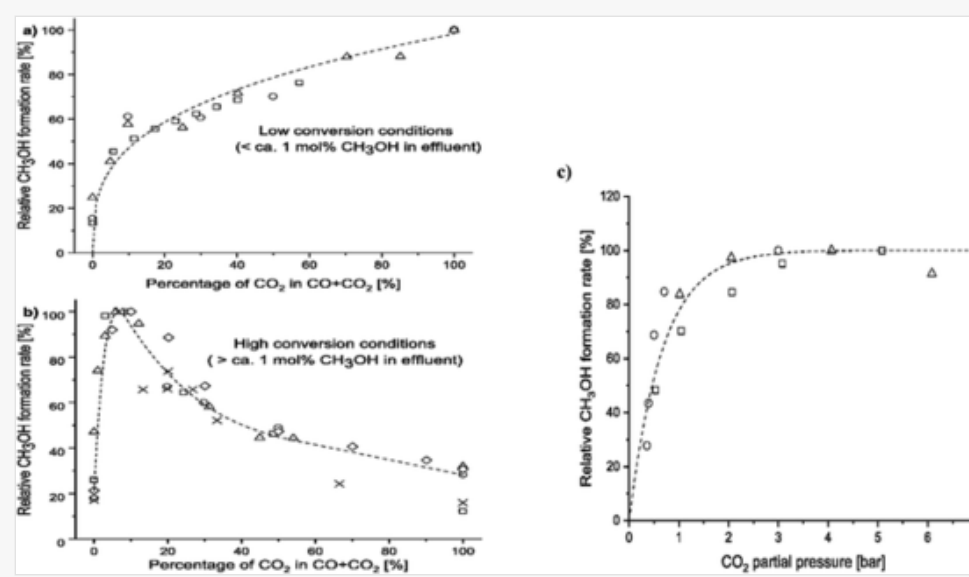 a)
Relative CH₃OH formation rate [%]
100
80
60
40
20
0
Low conversion conditions
(< ca. 1 mol% CH₃OH in effluent)
0 20 40 60 80 100
Percentage of CO₂ in CO+CO₂ [%]
b)
Relative CH₃OH formation rate [%]
100
80
60
40
20
0
High conversion conditions
( > ca. 1 mol% CH₃OH in effluent)
0 20 40 60 80 100
Percentage of CO₂ in CO+CO₂ [%]
c)
Relative CH₃OH formation rate [%]
120
100
80
60
40
20
0
0 1 2 3 4 5 6
CO₂ partial pressure [bar]